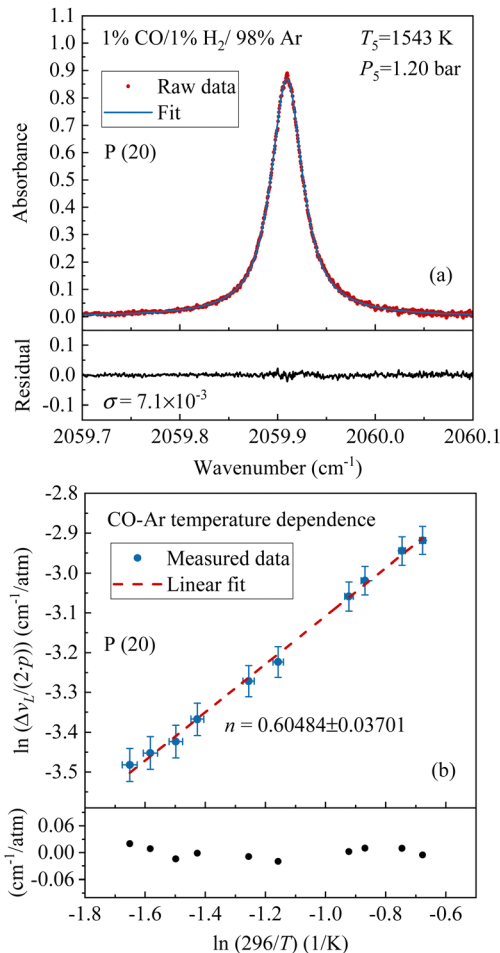 1% CO/1% H₂/ 98% Ar
T₅=1543 K
P₅=1.20 bar
Raw data
Fit
P (20)
(a)
Absorbance
1.1
1.0
0.9
0.8
0.7
0.6
0.5
0.4
0.3
0.2
0.1
0.0
Residual
0.1
0.0
-0.1
σ = 7.1×10⁻³
2059.7 2059.8 2059.9 2060.0 2060.1
Wavenumber (cm⁻¹)
CO-Ar temperature dependence
Measured data
Linear fit
P (20)
n = 0.60484±0.03701
(b)
ln (Δν_L/(2·p)) (cm⁻¹/atm)
-2.8
-2.9
-3.0
-3.1
-3.2
-3.3
-3.4
-3.5
(cm⁻¹/atm)
0.06
0.00
-0.06
-1.8 -1.6 -1.4 -1.2 -1.0 -0.8 -0.6
ln (296/T) (1/K)